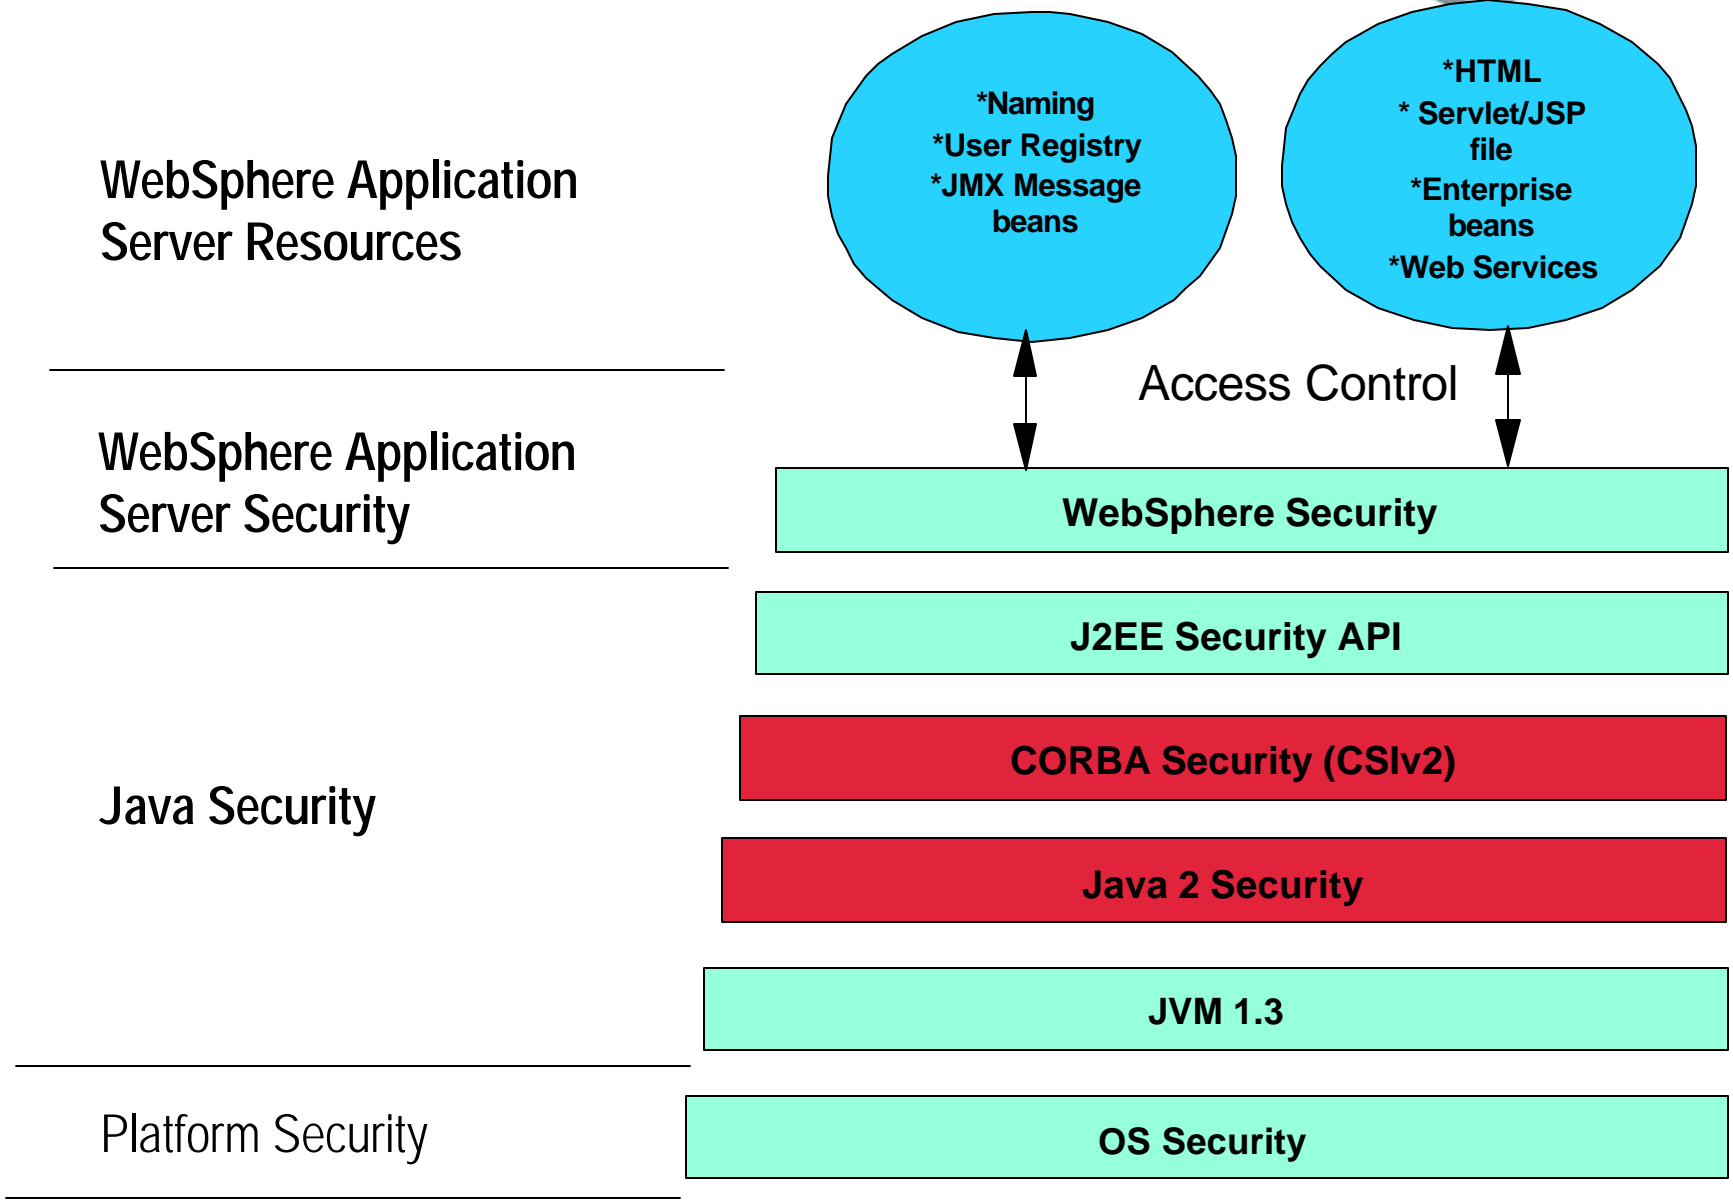 *Naming
*User Registry
*JMX Message
beans
*HTML
* Servlet/JSP
file
*Enterprise
beans
*Web Services
WebSphere Application
Server Resources
Access Control
WebSphere Application
Server Security
WebSphere Security
J2EE Security API
CORBA Security (CSIv2)
Java Security
Java 2 Security
JVM 1.3
Platform Security
OS Security